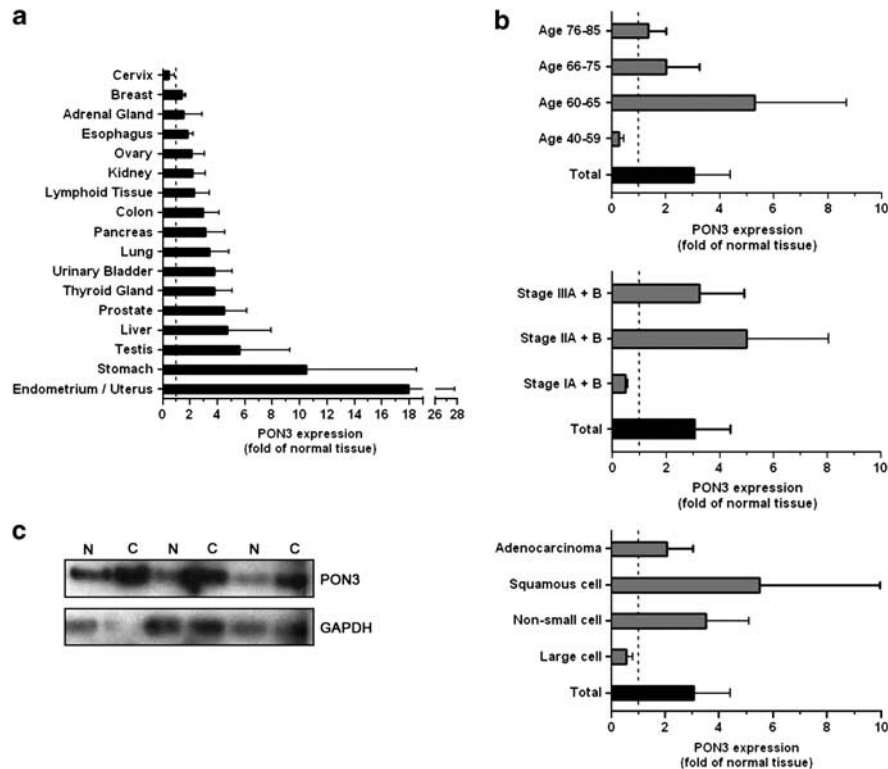 a
Cervix
Breast
Adrenal Gland
Esophagus
Ovary
Kidney
Lymphoid Tissue
Colon
Pancreas
Lung
Urinary Bladder
Thyroid Gland
Prostate
Liver
Testis
Stomach
Endometrium / Uterus
0 2 4 6 8 10 12 14 16 18 26 28
PON3 expression
(fold of normal tissue)
b
Age 76-85
Age 66-75
Age 60-65
Age 40-59
Total
0 2 4 6 8 10
PON3 expression
(fold of normal tissue)
Stage IIIA + B
Stage IIA + B
Stage IA + B
Total
0 2 4 6 8 10
PON3 expression
(fold of normal tissue)
Adenocarcinoma
Squamous cell
Non-small cell
Large cell
Total
0 2 4 6 8 10
PON3 expression
(fold of normal tissue)
c
N C N C N C
PON3
GAPDH